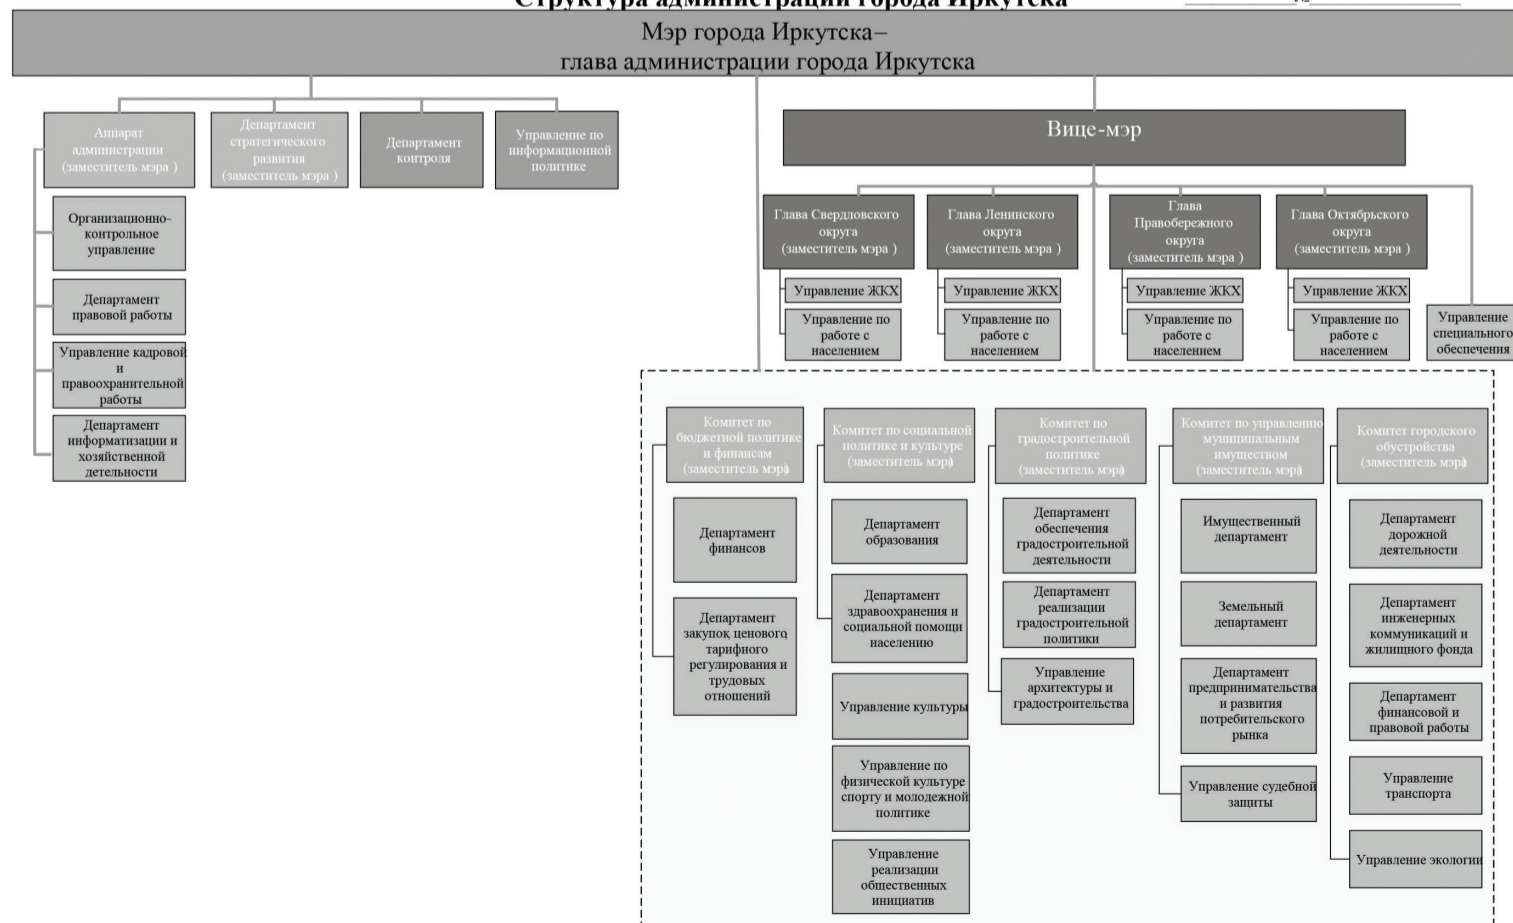 Структура администрации города Иркутска
№
Мэр города Иркутска–
глава администрации города Иркутска
Аппарат
администрации
(заместитель мэра )
Департамент
стратегического
развития
(заместитель мэра )
Департамент
контроля
Управление по
информационной
политике
Вице-мэр
Организационно–
контрольное
управление
Департамент
правовой работы
Управление кадровой
и
правоохранительной
работы
Департамент
информатизации и
хозяйственной
детельности
Глава Свердловского
округа
(заместитель мэра )
Управление ЖКХ
Управление по
работе с
населением
Глава Ленинского
округа
(заместитель мэра )
Управление ЖКХ
Управление по
работе с
населением
Глава
Правобережного
округа
(заместитель мэра )
Управление ЖКХ
Управление по
работе с
населением
Глава Октябрьского
округа
(заместитель мэра )
Управление ЖКХ
Управление по
работе с
населением
Управление
специального
обеспечения
Комитет по
бюджетной политике
и финансам
(заместитель мэра)
Департамент
финансов
Департамент
закупок, ценового,
тарифного
регулирования и
трудовых
отношений
Комитет по социальной
политике и культуре
(заместитель мэра)
Департамент
образования
Департамент
здравоохранения и
социальной помощи
населению
Управление культуры
Управление по
физической культуре,
спорту и молодежной
политике
Управление
реализации
общественных
инициатив
Комитет по
градостроительной
политике
(заместитель мэра)
Департамент
обеспечения
градостроительной
деятельности
Департамент
реализации
градостроительной
политики
Управление
архитектуры и
градостроительства
Комитет по управлению
муниципальным
имуществом
(заместитель мэра)
Имущественный
департамент
Земельный
департамент
Департамент
предпринимательства
и развития
потребительского
рынка
Управление судебной
защиты
Комитет городского
обустройства
(заместитель мэра)
Департамент
дорожной
деятельности
Департамент
инженерных
коммуникаций и
жилищного фонда
Департамент
финансовой и
правовой работы
Управление
транспорта
Управление экологии